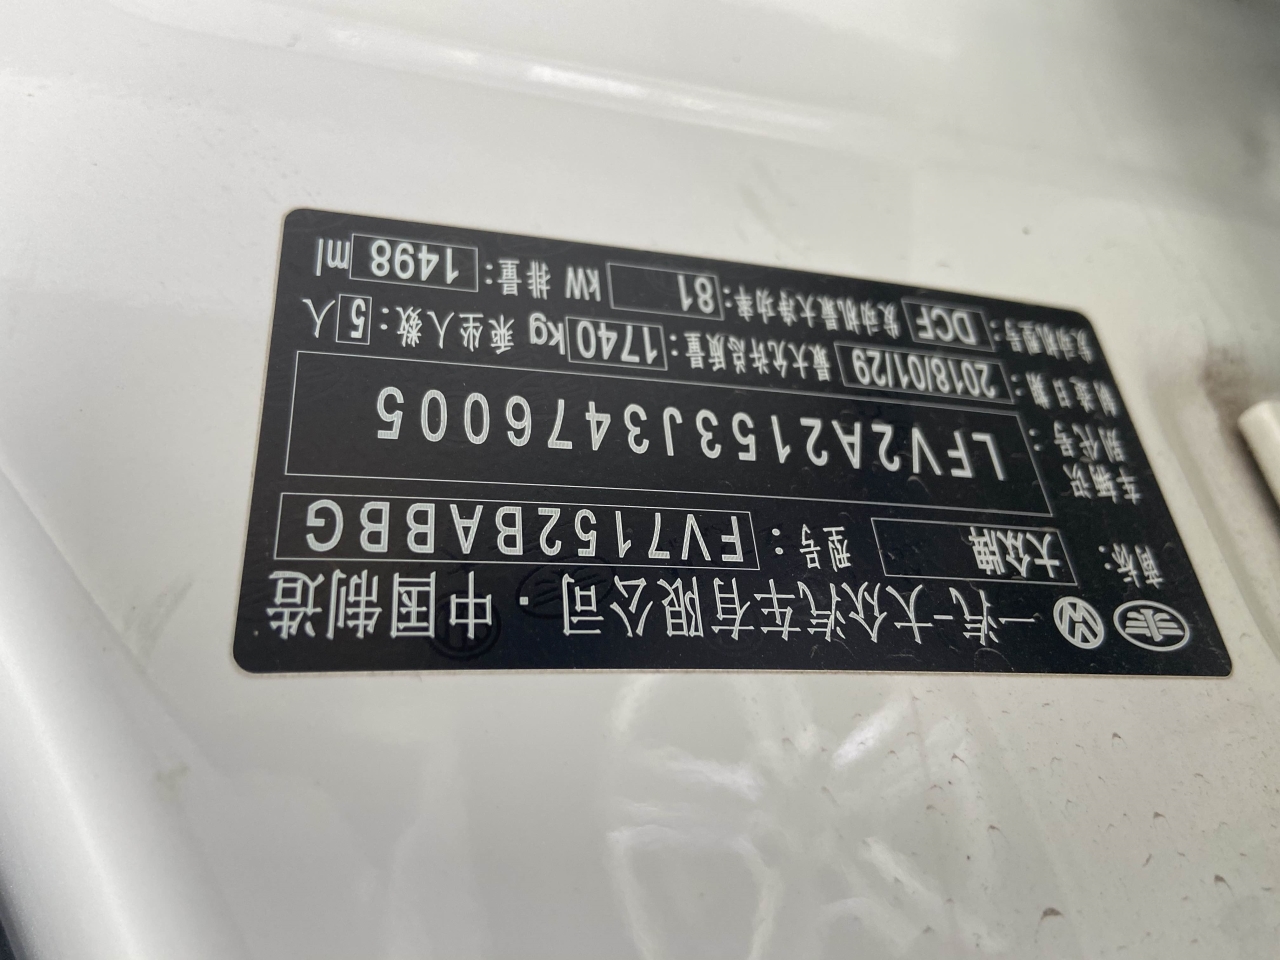 一汽-大众汽车有限公司·中国制造
商标: 大众牌 型号: FV7152BABBG
车辆识别代号: LFV2A2153J3476005
制造日期: 2018/01/29 最大允许总质量: 1740 kg 乘坐人数: 5 人
发动机型号: DCF 发动机最大净功率: 81 kW 排量: 1498 ml